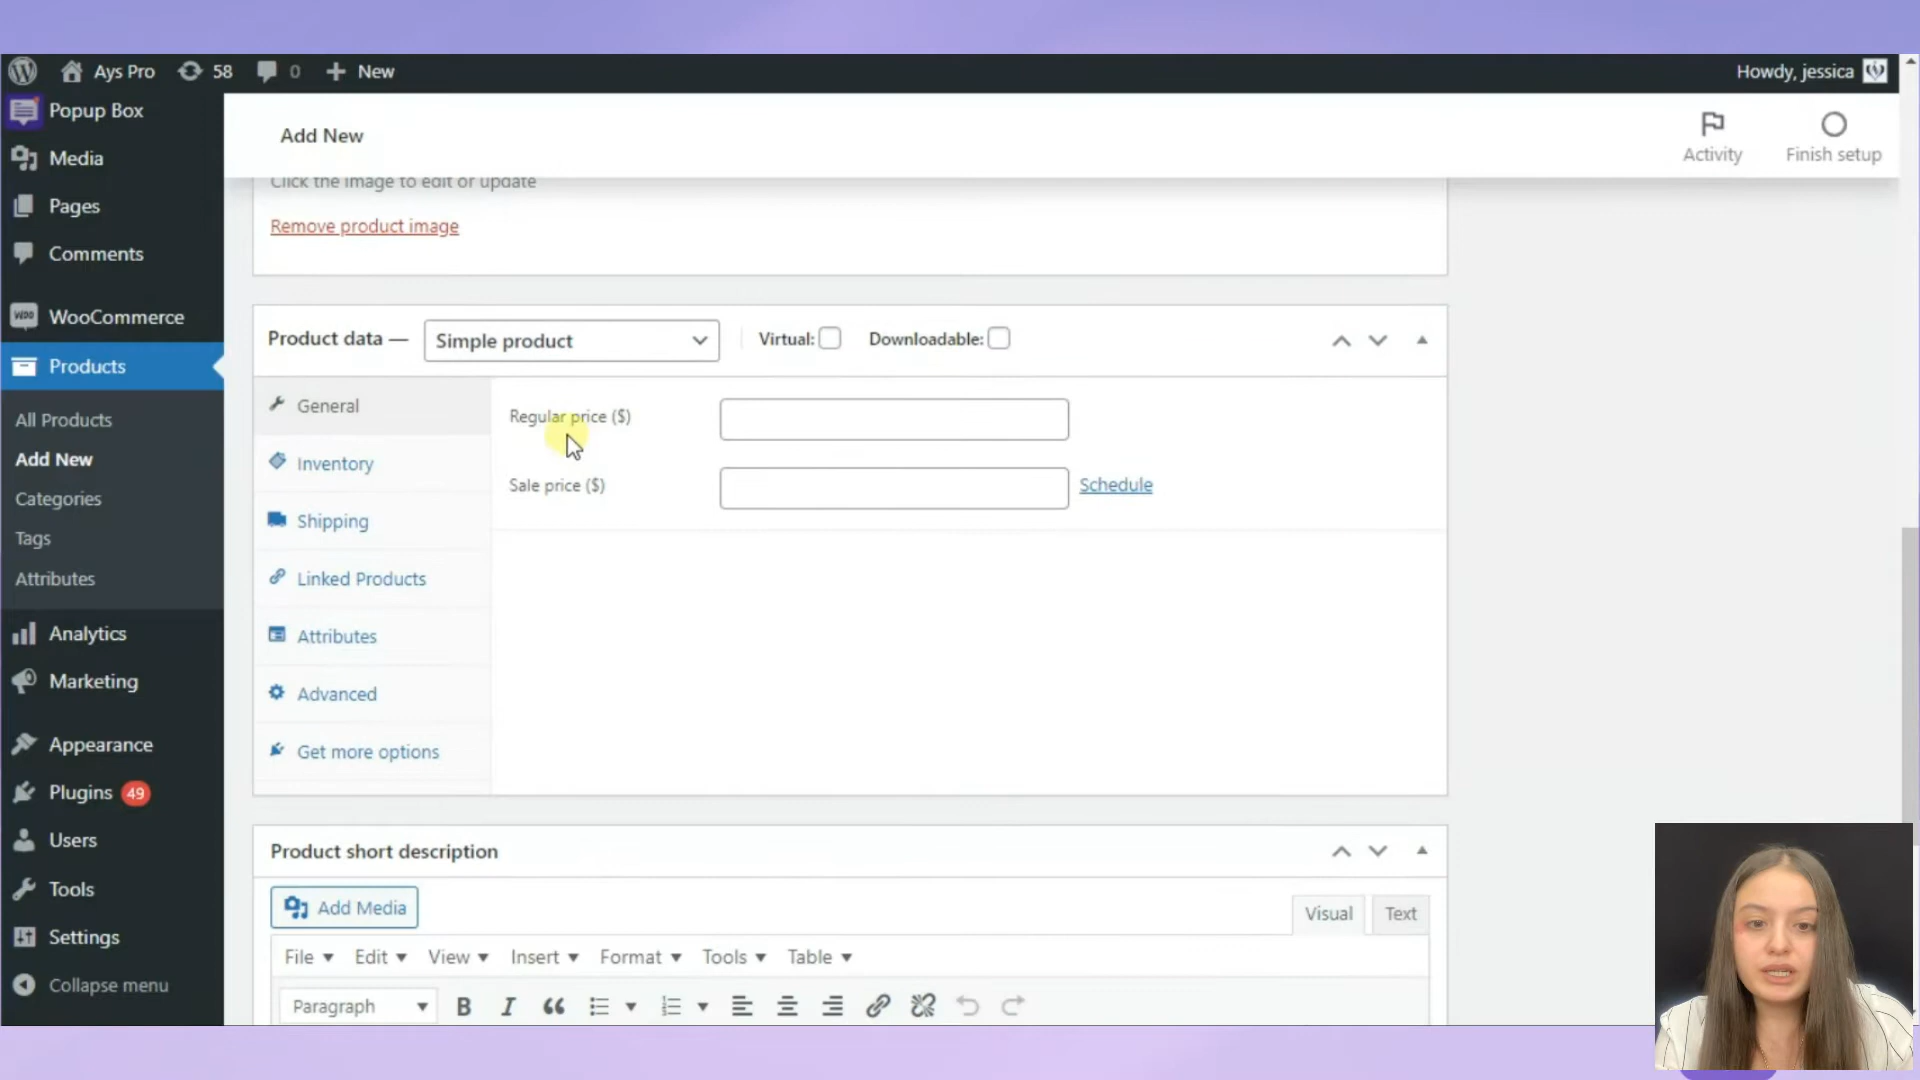 Ays Pro 58 0 New Howdy, jessica
Popup Box
Media
Pages
Comments
WooCommerce
Products
All Products
Add New
Categories
Tags
Attributes
Analytics
Marketing
Appearance
Plugins 49
Users
Tools
Settings
Collapse menu
Add New
Activity
Finish setup
Click the image to edit or update
Remove product image
Product data — Simple product Virtual: Downloadable:
General
Inventory
Shipping
Linked Products
Attributes
Advanced
Get more options
Regular price ($)
Sale price ($) Schedule
Product short description
Add Media
Visual Text
File Edit View Insert Format Tools Table
Paragraph